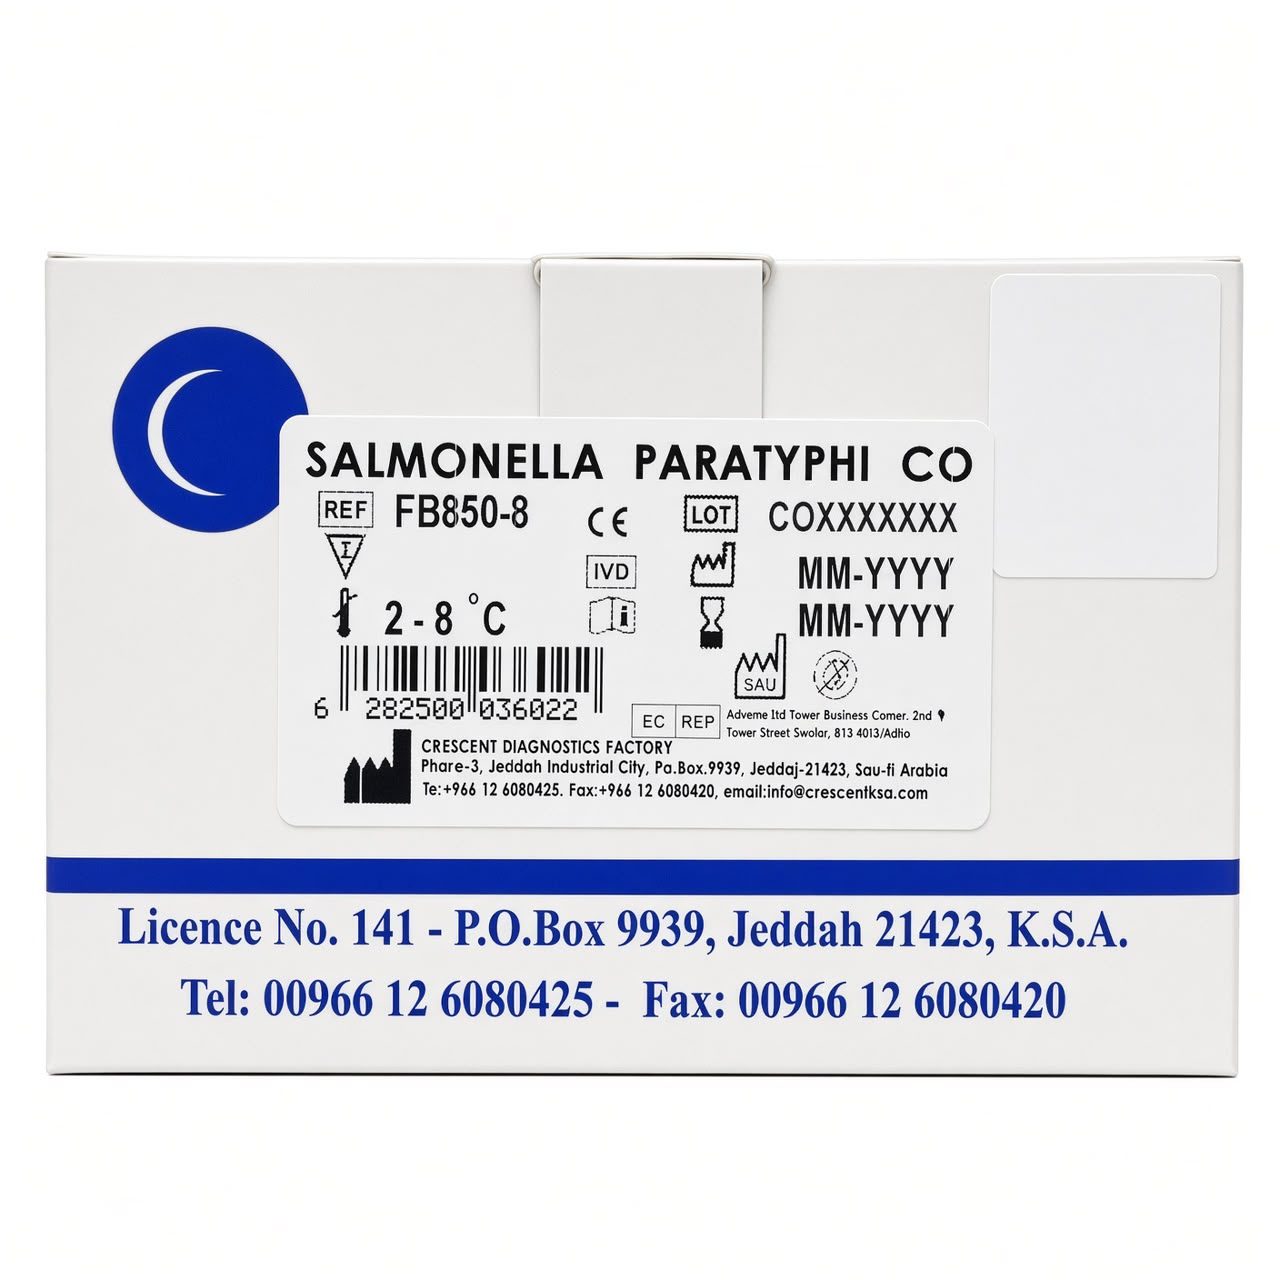 SALMONELLA PARATYPHI CO
REF FB850-8 CE LOT COXXXXXXX
IVD MM-YYYY
2 - 8 °C i MM-YYYY
SAU
6 282500 036022
EC REP Adveme Itd Tower Business Comer. 2nd
Tower Street Swolar, 813 4013/Adho
CRESCENT DIAGNOSTICS FACTORY
Phare-3, Jeddah Industrial City, Pa.Box.9939, Jeddaj-21423, Sau-fi Arabia
Te:+966 12 6080425. Fax:+966 12 6080420, email:info@crescentksa.com
Licence No. 141 - P.O.Box 9939, Jeddah 21423, K.S.A.
Tel: 00966 12 6080425 - Fax: 00966 12 6080420